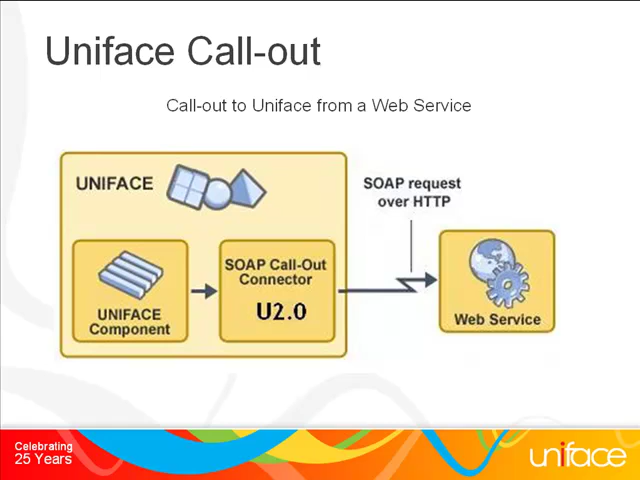 Uniface Call-out
Call-out to Uniface from a Web Service
UNIFACE
SOAP request
over HTTP
UNIFACE
Component
SOAP Call-Out
Connector
U2.0
Web Service
Celebrating
25 Years
uniface